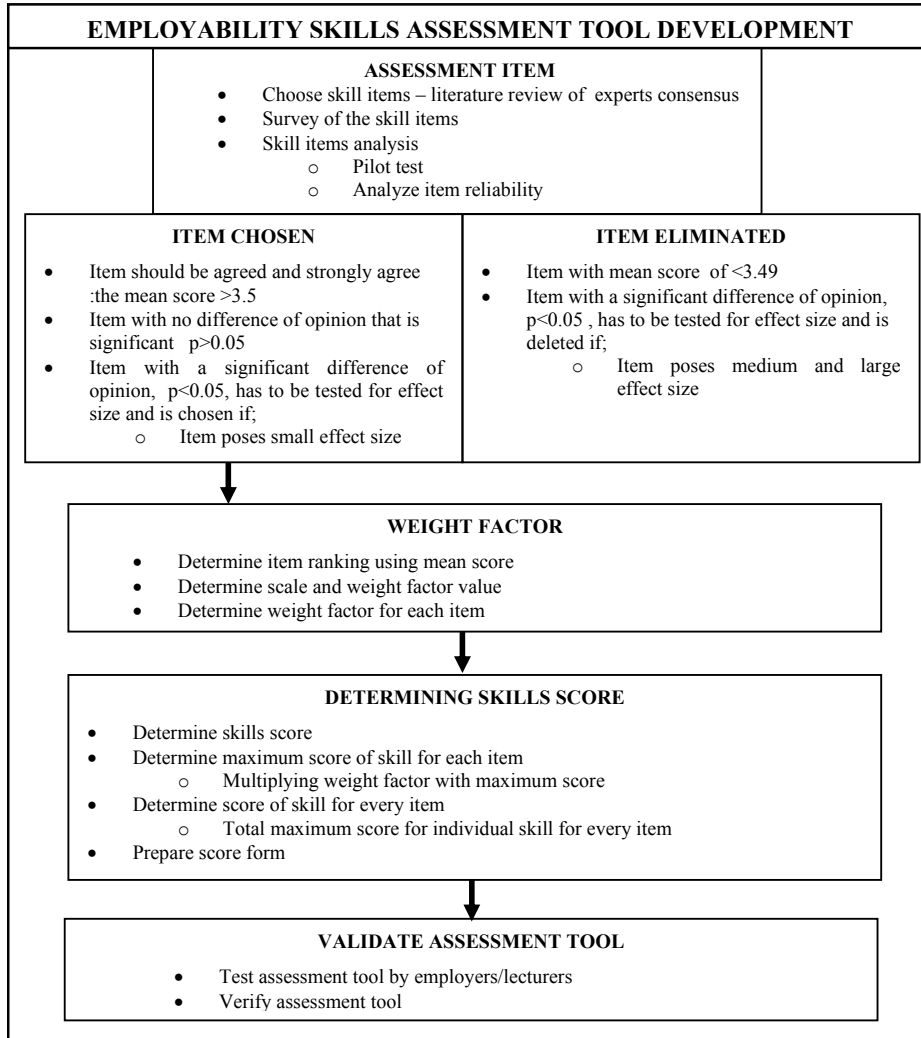 EMPLOYABILITY SKILLS ASSESSMENT TOOL DEVELOPMENT
ASSESSMENT ITEM
• Choose skill items – literature review of experts consensus
• Survey of the skill items
• Skill items analysis
o Pilot test
o Analyze item reliability
ITEM CHOSEN
• Item should be agreed and strongly agree
:the mean score >3.5
• Item with no difference of opinion that is
significant p>0.05
• Item with a significant difference of
opinion, p<0.05, has to be tested for effect
size and is chosen if;
o Item poses small effect size
ITEM ELIMINATED
• Item with mean score of <3.49
• Item with a significant difference of opinion,
p<0.05 , has to be tested for effect size and is
deleted if;
o Item poses medium and large
effect size
WEIGHT FACTOR
• Determine item ranking using mean score
• Determine scale and weight factor value
• Determine weight factor for each item
DETERMINING SKILLS SCORE
• Determine skills score
• Determine maximum score of skill for each item
o Multiplying weight factor with maximum score
• Determine score of skill for every item
o Total maximum score for individual skill for every item
• Prepare score form
VALIDATE ASSESSMENT TOOL
• Test assessment tool by employers/lecturers
• Verify assessment tool